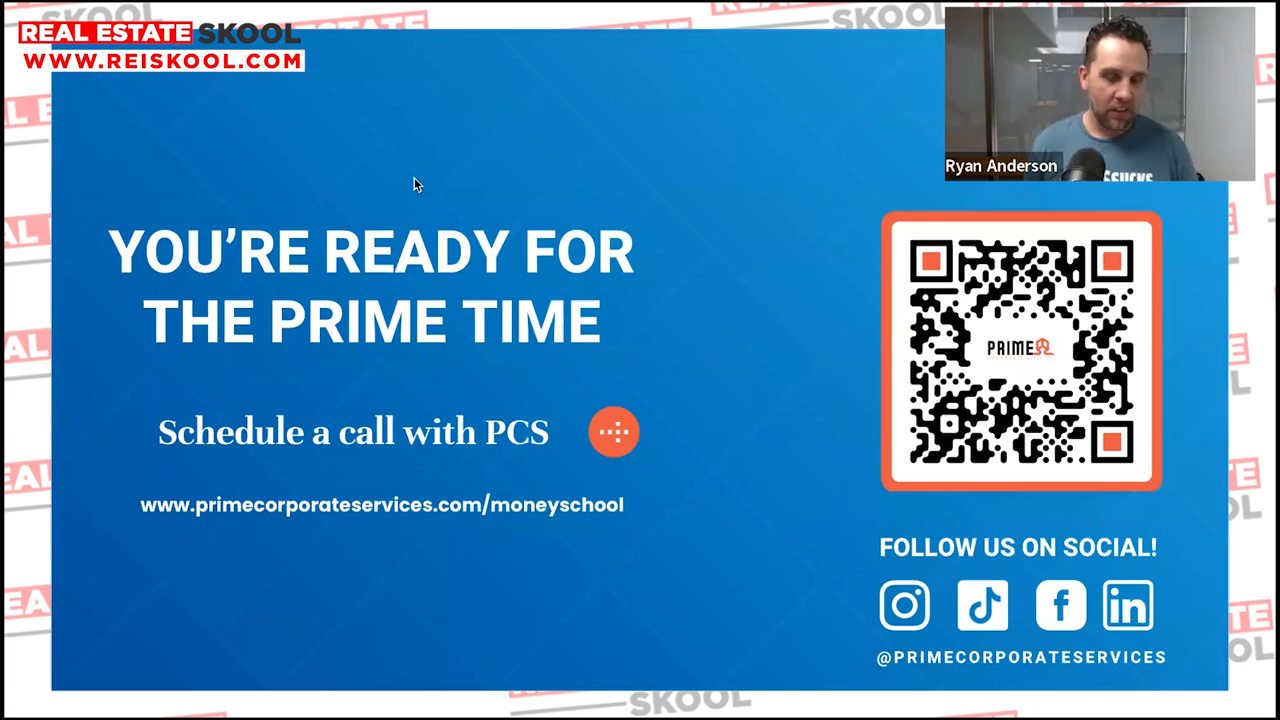 REAL ESTATE SKOOL
WWW.REISKOOL.COM
Ryan Anderson
YOU'RE READY FOR
THE PRIME TIME
Schedule a call with PCS
www.primecorporateservices.com/moneyschool
PRIME
FOLLOW US ON SOCIAL!
@PRIMECORPORATESERVICES
SKOOL